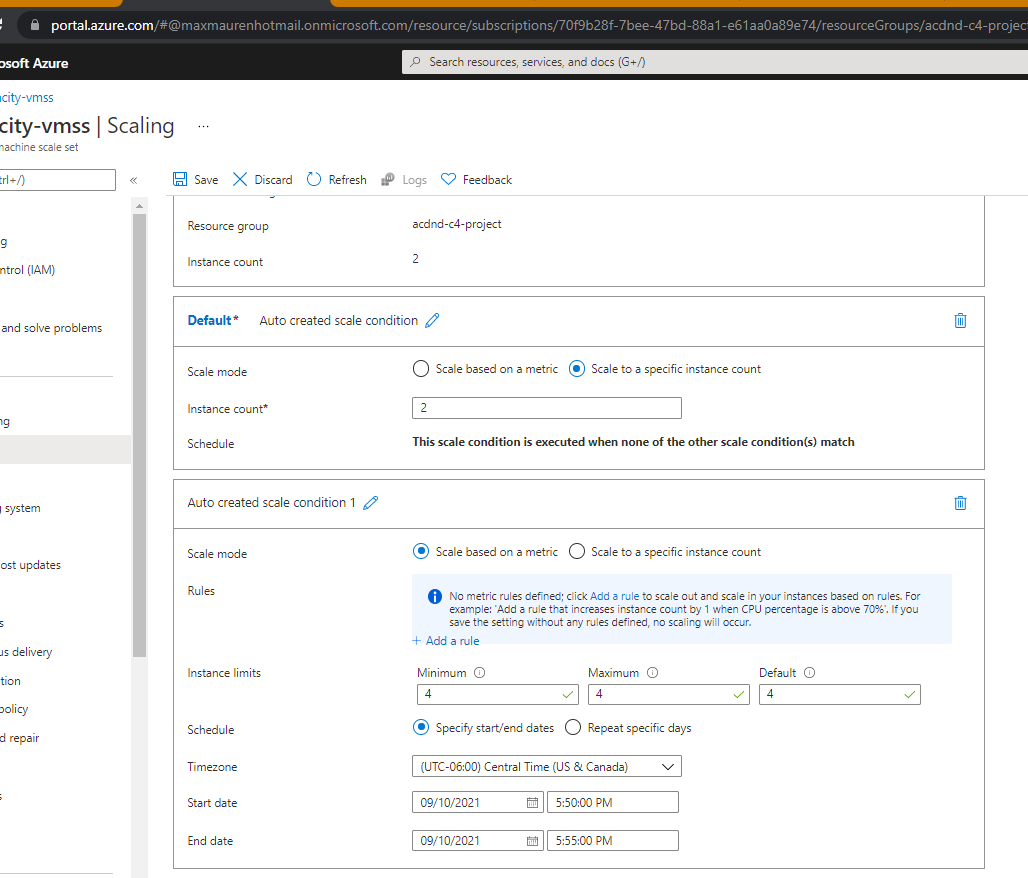 portal.azure.com/#@maxmaurenhotmail.onmicrosoft.com/resource/subscriptions/70f9b28f-7bee-47bd-88a1-e61aa0a89e74/resourceGroups/acdnd-c4-projec
osoft Azure
Search resources, services, and docs (G+/)
city-vmss
city-vmss | Scaling ...
machine scale set
trl+/)
«
Save Discard Refresh Logs Feedback
Resource group acdnd-c4-project
g
Instance count 2
ntrol (IAM)
Default* Auto created scale condition
and solve problems
Scale mode Scale based on a metric Scale to a specific instance count
Instance count* 2
ng
Schedule This scale condition is executed when none of the other scale condition(s) match
Auto created scale condition 1
g system
Scale mode Scale based on a metric Scale to a specific instance count
ost updates
Rules No metric rules defined; click Add a rule to scale out and scale in your instances based on rules. For
example: 'Add a rule that increases instance count by 1 when CPU percentage is above 70%'. If you
save the setting without any rules defined, no scaling will occur.
s
+ Add a rule
us delivery
Instance limits Minimum Maximum Default
tion
4 4 4
policy
Schedule Specify start/end dates Repeat specific days
d repair
Timezone (UTC-06:00) Central Time (US & Canada)
s
Start date 09/10/2021 5:50:00 PM
End date 09/10/2021 5:55:00 PM